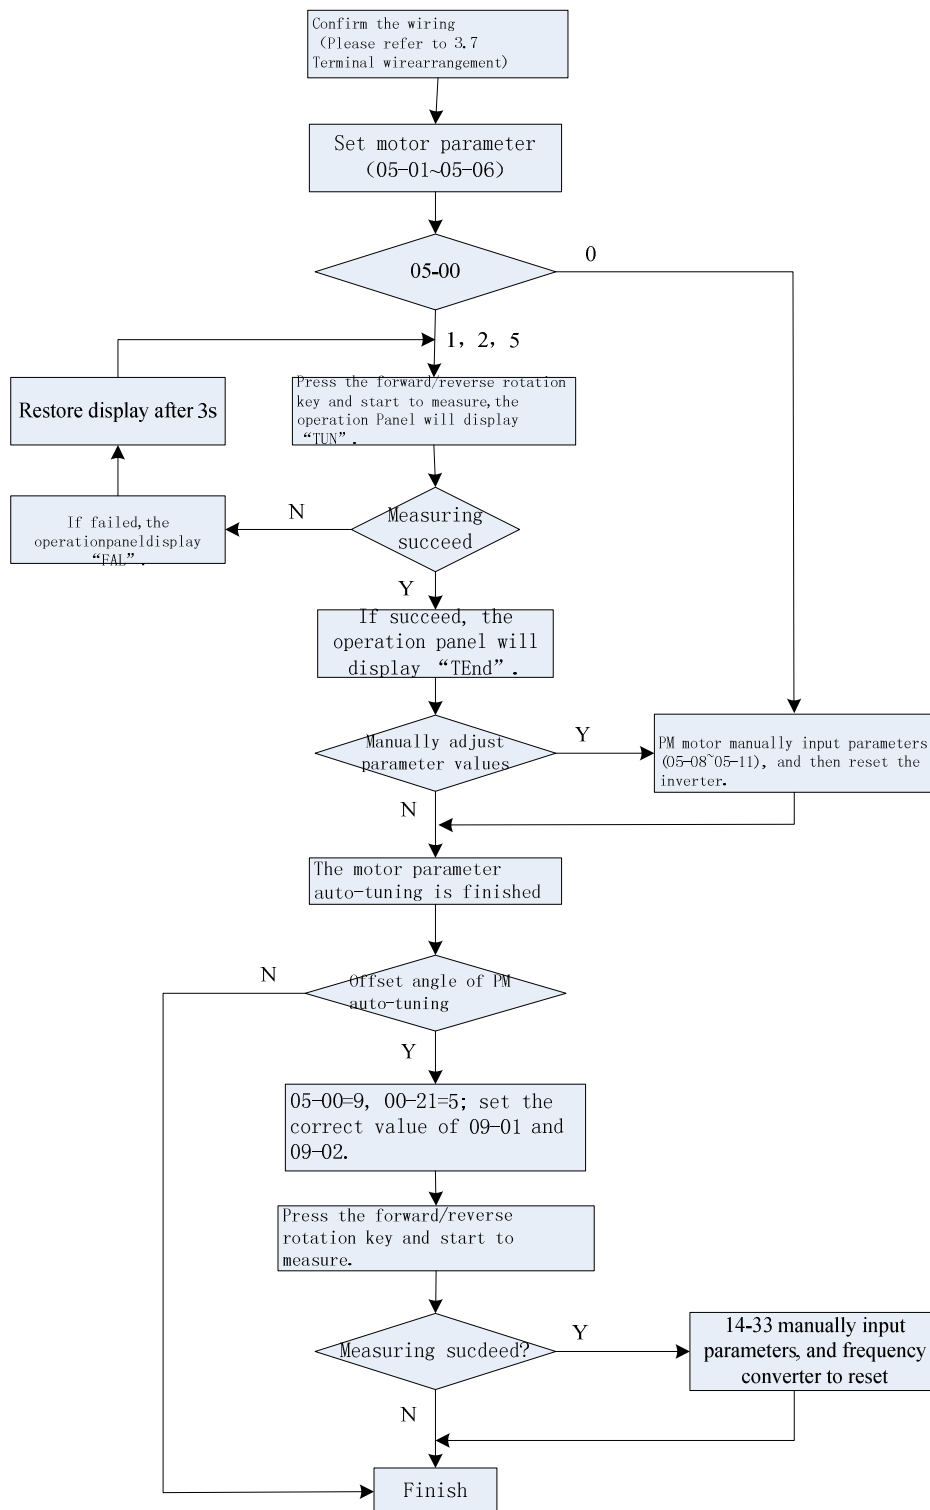 Confirm the wiring
(Please refer to 3.7
Terminal wirearrangement)
Set motor parameter
(05-01~05-06)
05-00
0
1, 2, 5
Press the forward/reverse rotation
key and start to measure,the
operation Panel will display
“TUN”.
Restore display after 3s
Measuring
succeed
N
If failed,the
operationpaneldisplay
“FAL”.
Y
If succeed, the
operation panel will
display “TEnd”.
Manually adjust
parameter values
Y
PM motor manually input parameters
(05-08~05-11), and then reset the
inverter.
N
The motor parameter
auto-tuning is finished
N
Offset angle of PM
auto-tuning
Y
05-00=9, 00-21=5; set the
correct value of 09-01 and
09-02.
Press the forward/reverse
rotation key and start to
measure.
Measuring sucdeed?
Y
14-33 manually input
parameters, and frequency
converter to reset
N
Finish